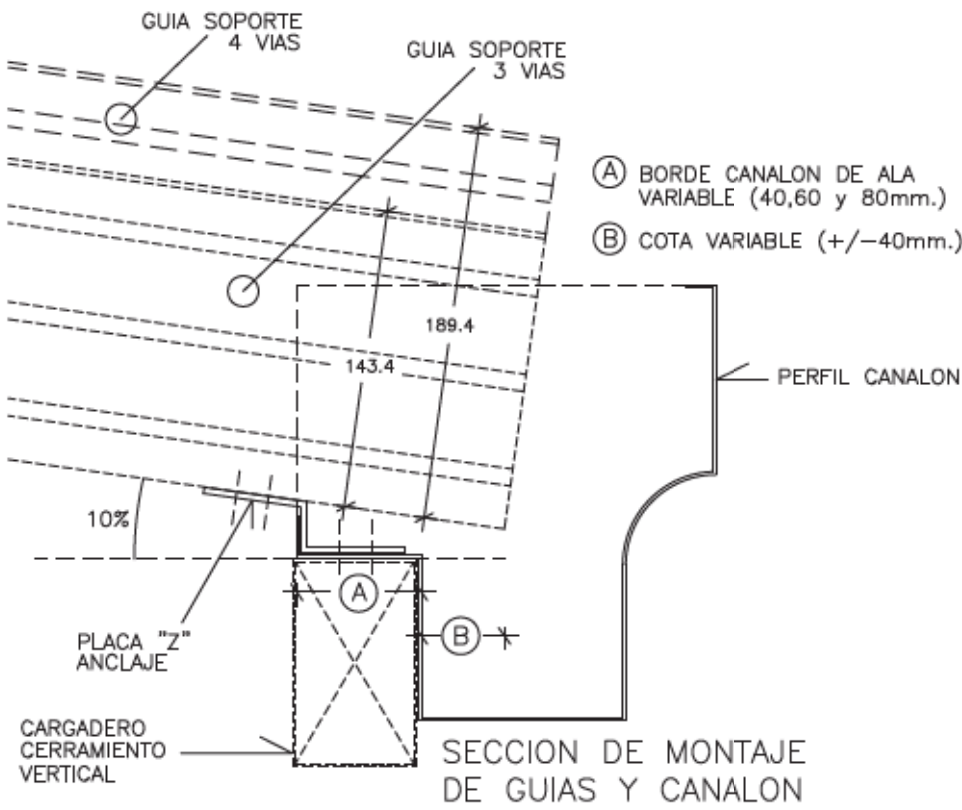 GUIA SOPORTE
4 VIAS
GUIA SOPORTE
3 VIAS
A BORDE CANALON DE ALA
VARIABLE (40,60 y 80mm.)
B COTA VARIABLE (+/-40mm.)
189.4
143.4
PERFIL CANALON
10%
A
B
PLACA "Z"
ANCLAJE
CARGADERO
CERRAMIENTO
VERTICAL
SECCION DE MONTAJE
DE GUIAS Y CANALON